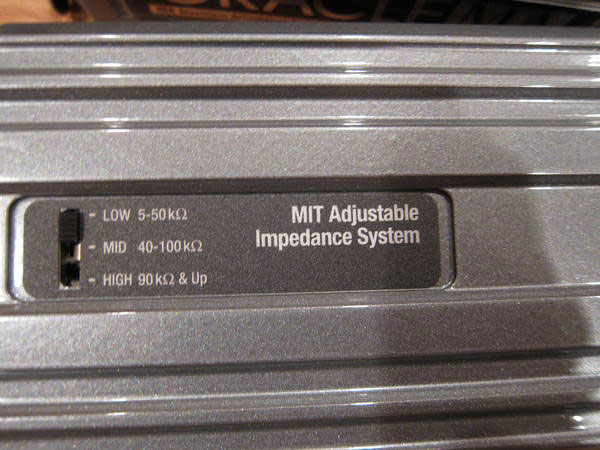 MIT Adjustable
Impedance System
LOW 5-50kΩ
MID 40-100kΩ
HIGH 90kΩ & Up